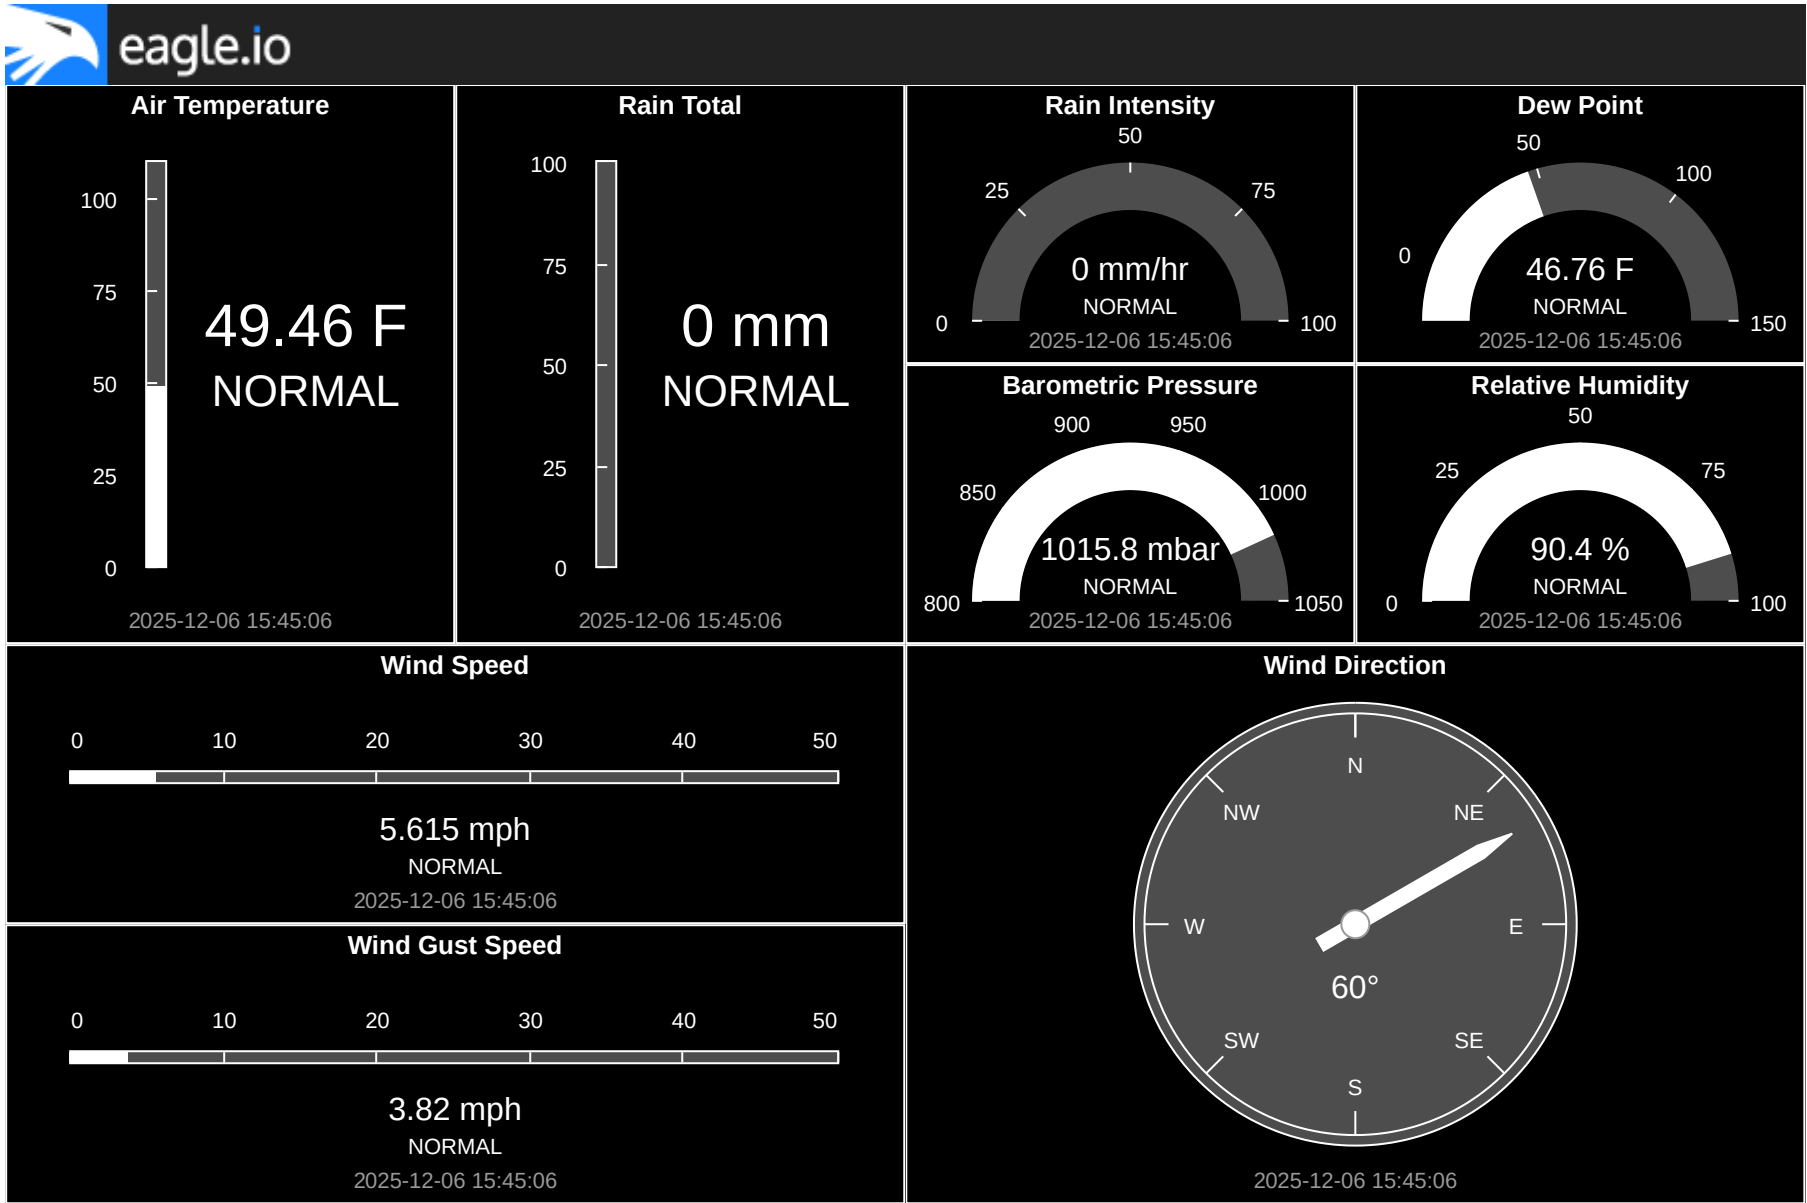 eagle.io
Air Temperature
100
75
50
25
0
49.46 F
NORMAL
2025-12-06 15:45:06
Rain Total
100
75
50
25
0
0 mm
NORMAL
2025-12-06 15:45:06
Rain Intensity
0
25
50
75
100
0 mm/hr
NORMAL
2025-12-06 15:45:06
Dew Point
0
50
100
150
46.76 F
NORMAL
2025-12-06 15:45:06
Barometric Pressure
800
850
900
950
1000
1050
1015.8 mbar
NORMAL
2025-12-06 15:45:06
Relative Humidity
0
25
50
75
100
90.4 %
NORMAL
2025-12-06 15:45:06
Wind Speed
0 10 20 30 40 50
5.615 mph
NORMAL
2025-12-06 15:45:06
Wind Gust Speed
0 10 20 30 40 50
3.82 mph
NORMAL
2025-12-06 15:45:06
Wind Direction
N
NW NE
W E
60°
SW SE
S
2025-12-06 15:45:06